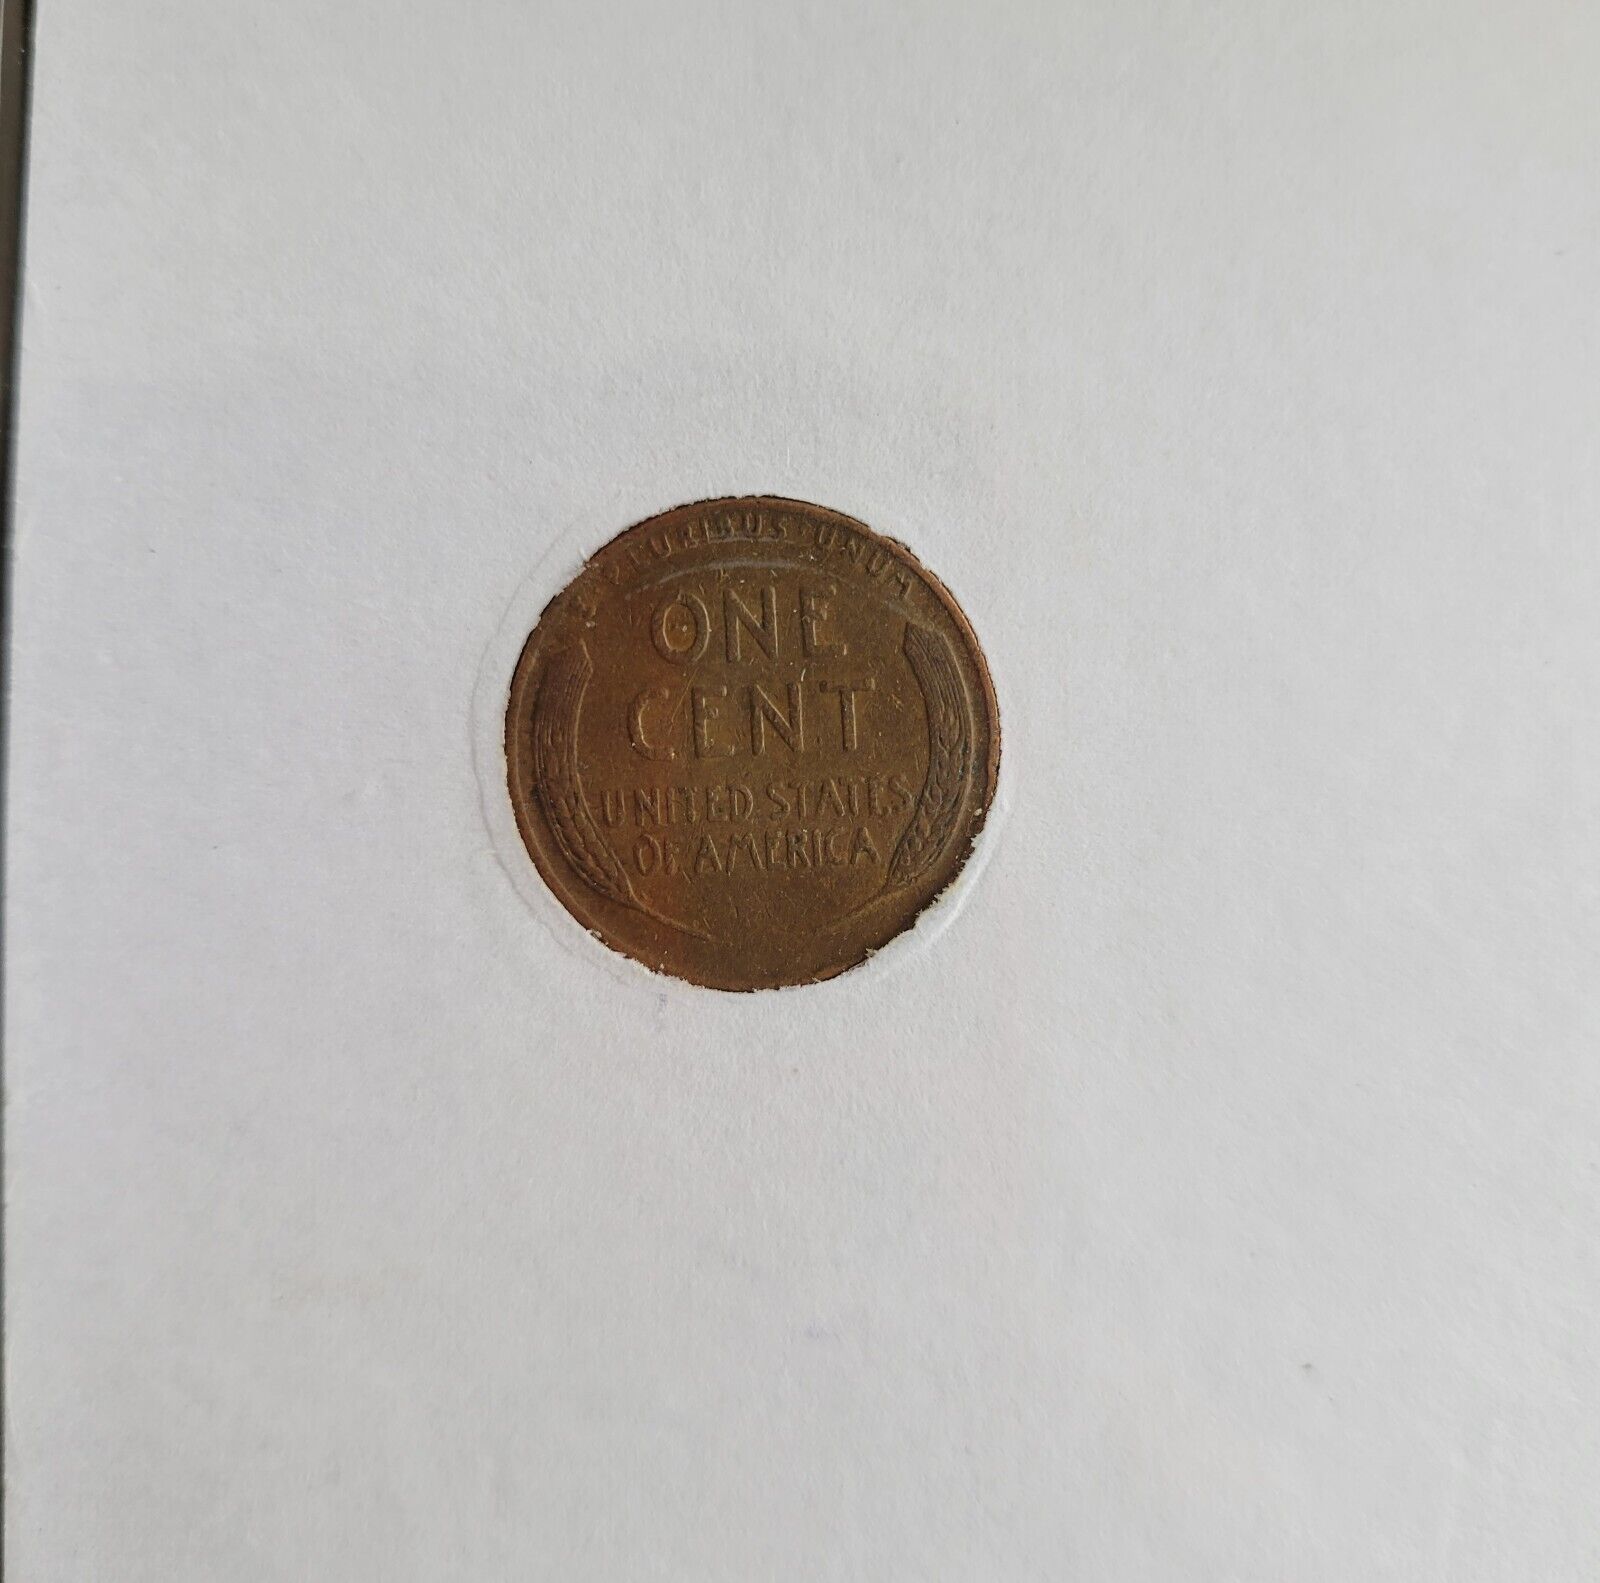 E PLURIBUS UNUM
ONE
CENT
UNITED STATES
OF AMERICA